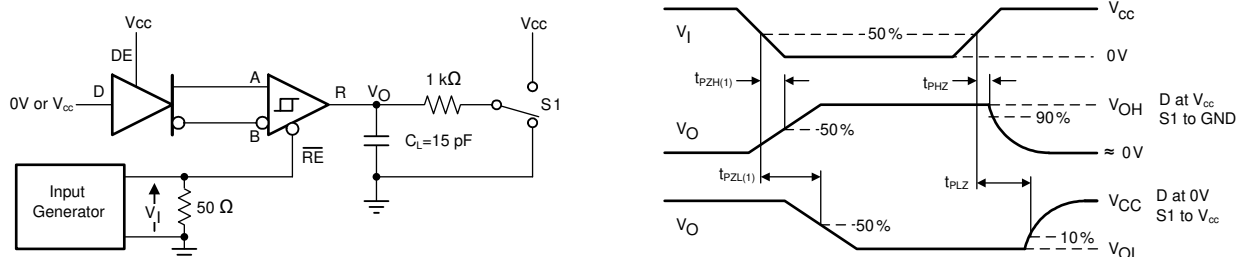 Vcc
DE
D
0V or Vcc
A
B
R
VO
1 kΩ
Vcc
S1
CL=15 pF
RE
Input
Generator
VI
50 Ω
VI
50%
Vcc
0V
tPZH(1)
tPHZ
VO
50%
VOH
90%
≈ 0V
D at Vcc
S1 to GND
tPZL(1)
tPLZ
VO
50%
VCC
10%
VOL
D at 0V
S1 to Vcc